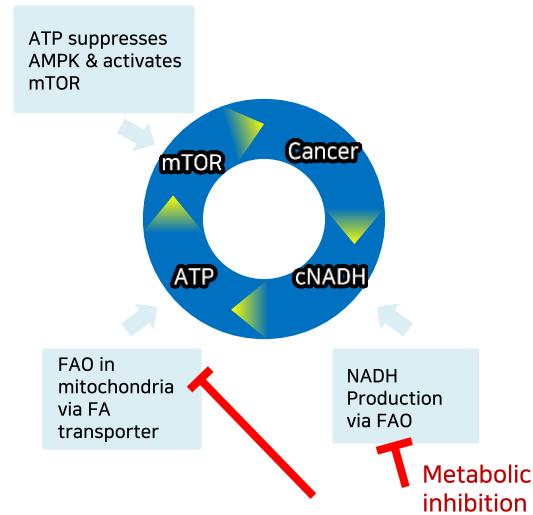 ATP suppresses
AMPK & activates
mTOR
mTOR
Cancer
ATP
cNADH
FAO in
mitochondria
via FA
transporter
NADH
Production
via FAO
Metabolic
inhibition